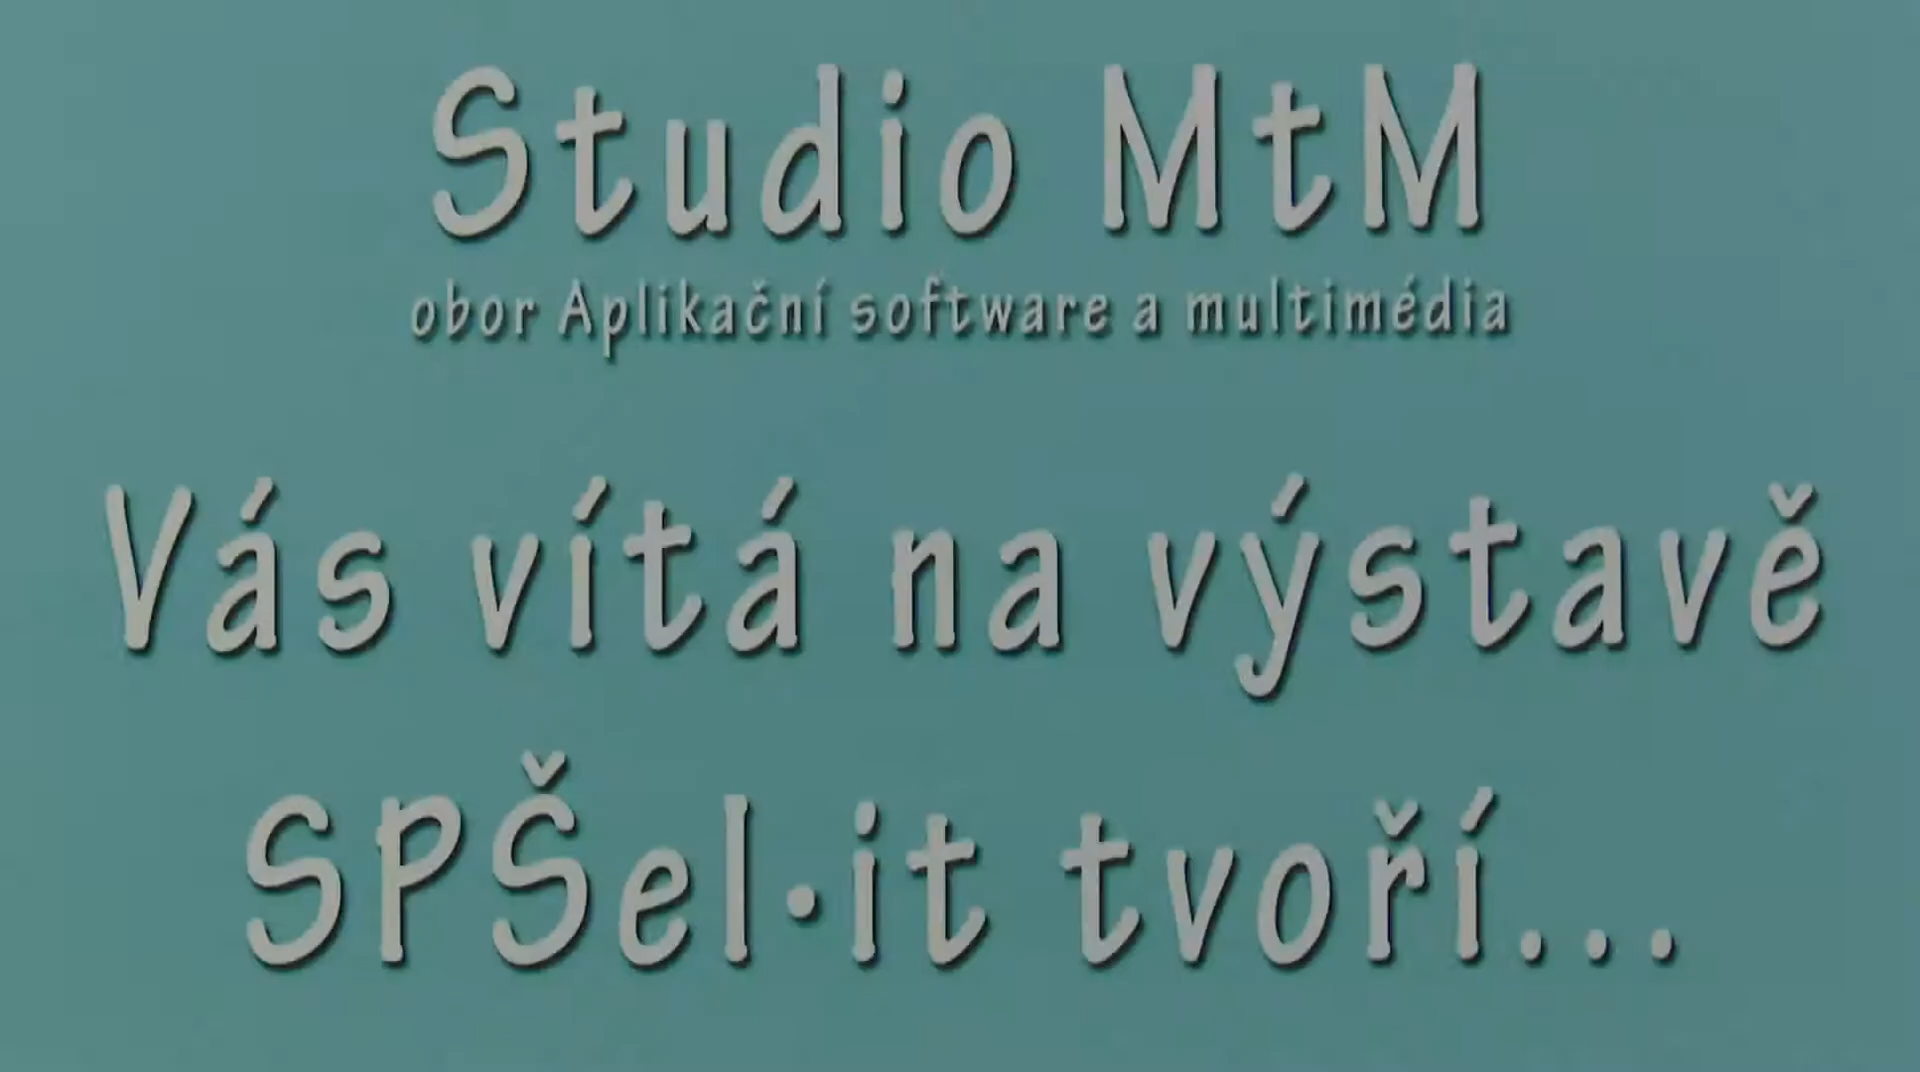 Studio MtM
obor Aplikační software a multimédia
Vás vítá na výstavě
SPŠel·it tvoří...